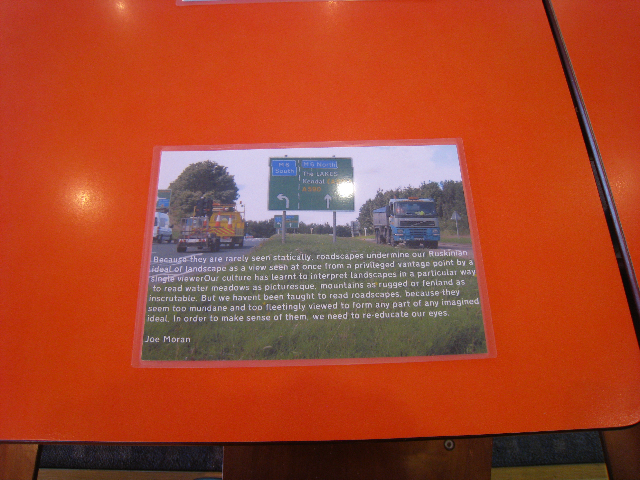 M6
South
M6 North
The LAKES
Kendal
A590
Because they are rarely seen statically, roadscapes undermine our Ruskinian
ideal of landscape as a view seen at once from a privileged vantage point by a
single viewer.Our culture has learnt to interpret landscapes in a particular way
to read water meadows as picturesque, mountains as rugged or fenland as
inscrutable. But we havent been taught to read roadscapes, because they
seem too mundane and too fleetingly viewed to form any part of any imagined
ideal. In order to make sense of them, we need to re-educate our eyes.
Joe Moran